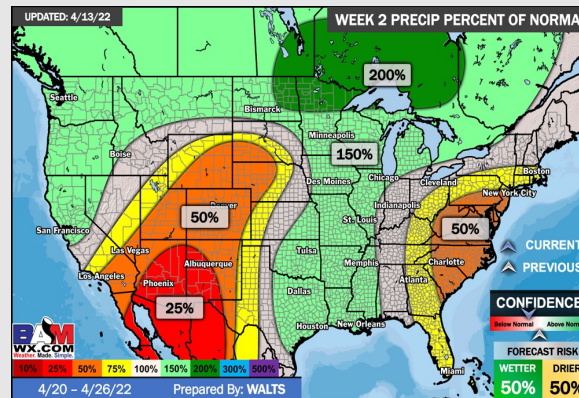 UPDATED: 4/13/22
WEEK 2 PRECIP PERCENT OF NORMA
200%
Seattle
Bismarck
Minneapolis
150%
Boise
Boston
Des Moines
Chicago
Cleveland
New York City
Denver
Indianapolis
50%
50%
San Francisco
St. Louis
Las Vegas
Tulsa
Memphis
Charlotte
CURRENT
Los Angeles
Albuquerque
Atlanta
PREVIOUS
Phoenix
Dallas
25%
CONFIDENCE
Below Normal
Above Norm
Houston
New Orleans
BAM
WX.COM
Weather. Made. Simple.
FORECAST RISK
Miami
WETTER
DRIER
10% 25% 50% 75% 100% 150% 200% 300% 500%
50%
50%
4/20 – 4/26/22
Prepared By: WALTS